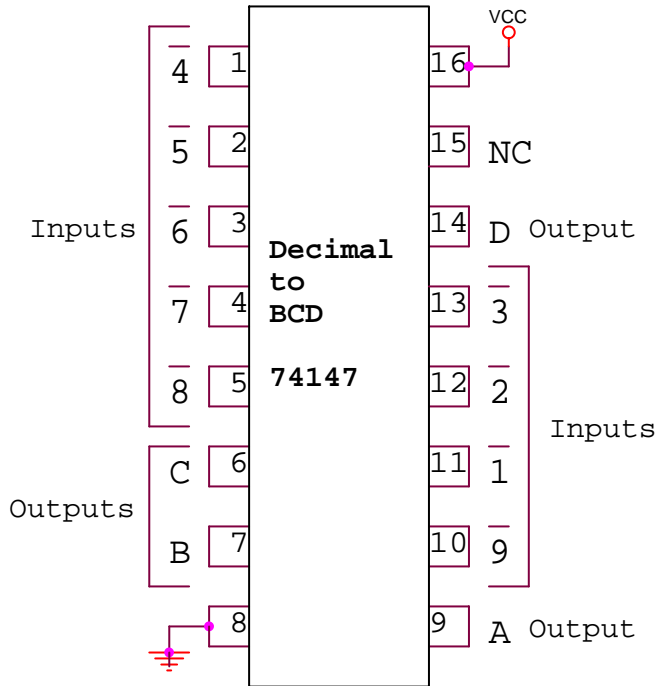 VCC
4 1 16
5 2 15 NC
Inputs 6 3 14 D Output
Decimal
to
BCD
7 4 13 3
74147
8 5 12 2
Inputs
C 6 11 1
Outputs
B 7 10 9
8 9 A Output